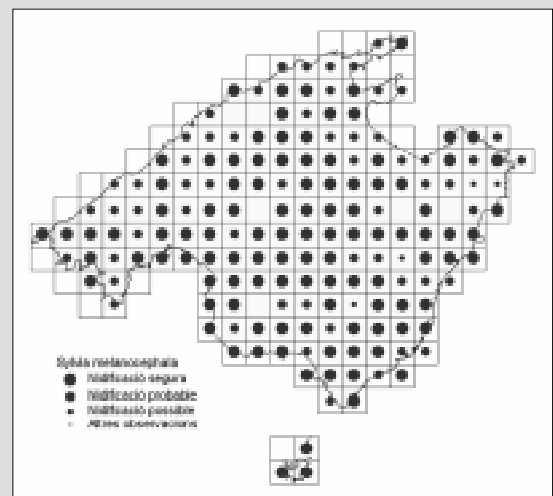 Sylvia melanocephala
Nidificació segura
Nidificació probable
Nidificació possible
Altres observacions